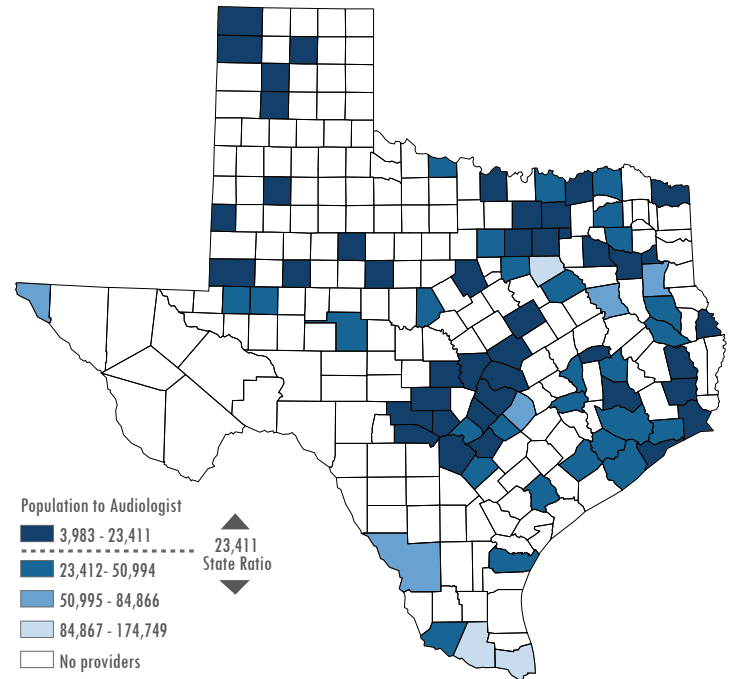 Population to Audiologist
3,983 - 23,411
23,412- 50,994
50,995 - 84,866
84,867 - 174,749
No providers
23,411
State Ratio